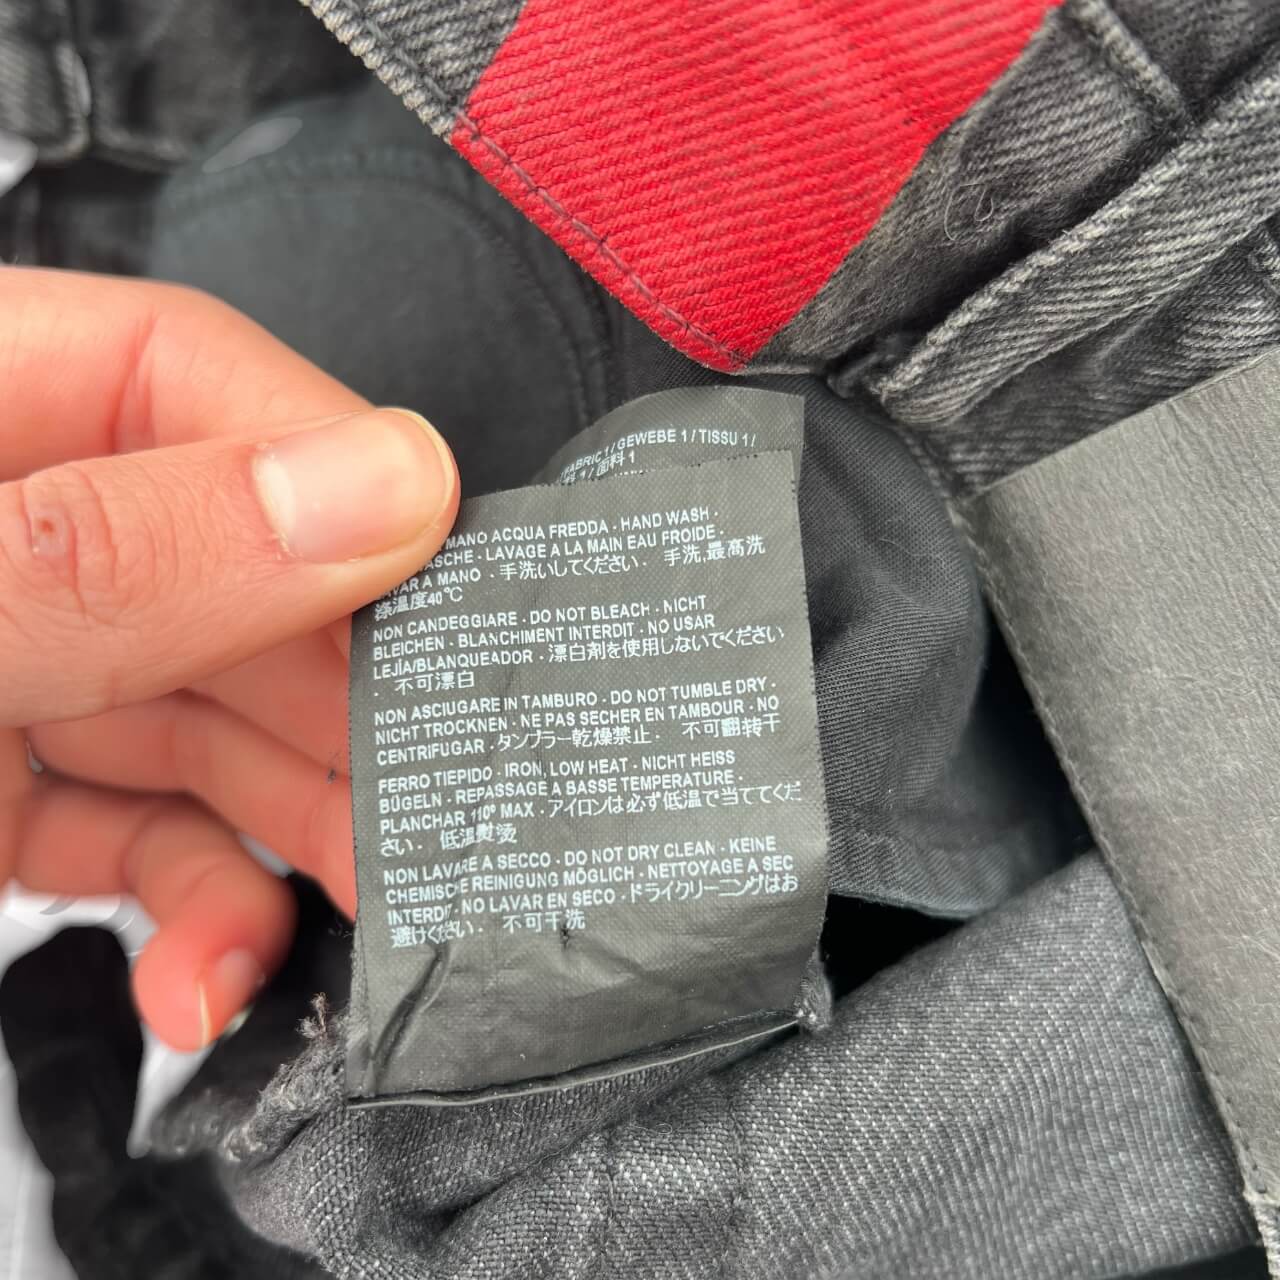 FABRIC 1 / GEWEBE 1 / TISSU 1 /
料 1 / 面料 1
MANO ACQUA FREDDA - HAND WASH -
ASCHE - LAVAGE A LA MAIN EAU FROIDE -
LAVAR A MANO - 手洗いしてください. 手洗,最高洗
涤温度40℃
NON CANDEGGIARE - DO NOT BLEACH - NICHT
BLEICHEN - BLANCHIMENT INTERDIT - NO USAR
LEJÍA/BLANQUEADOR - 漂白剤を使用しないでください
. 不可漂白
NON ASCIUGARE IN TAMBURO - DO NOT TUMBLE DRY -
NICHT TROCKNEN - NE PAS SECHER EN TAMBOUR - NO
CENTRIFUGAR - タンブラー乾燥禁止. 不可翻转干
FERRO TIEPIDO - IRON, LOW HEAT - NICHT HEISS
BÜGELN - REPASSAGE A BASSE TEMPERATURE -
PLANCHAR 110º MAX - アイロンは必ず低温で当ててくだ
さい. 低温熨烫
NON LAVARE A SECCO - DO NOT DRY CLEAN - KEINE
CHEMISCHE REINIGUNG MÖGLICH - NETTOYAGE A SEC
INTERDIT - NO LAVAR EN SECO - ドライクリーニングはお
避けください. 不可干洗